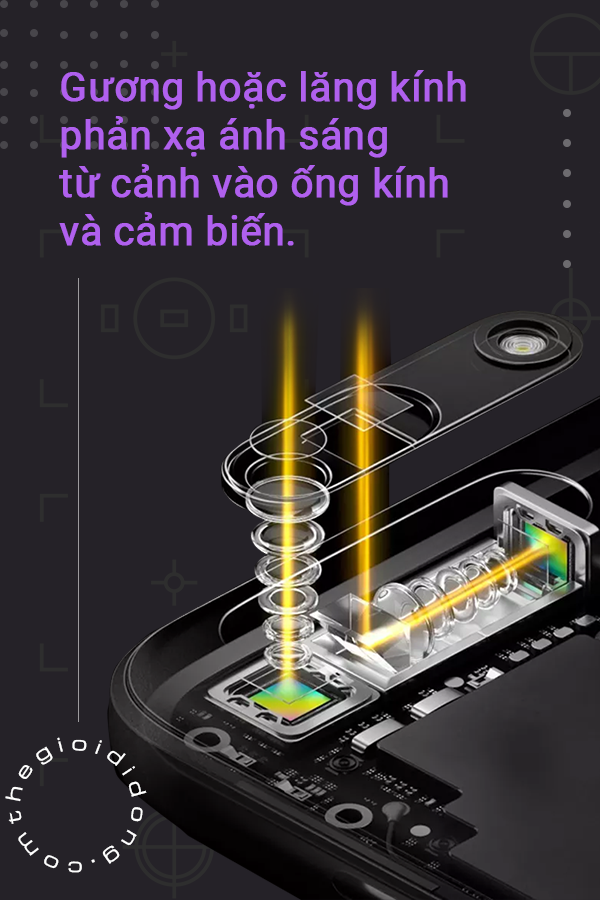 Gương hoặc lăng kính
phản xạ ánh sáng
từ cảnh vào ống kính
và cảm biến.
thegioididong.com